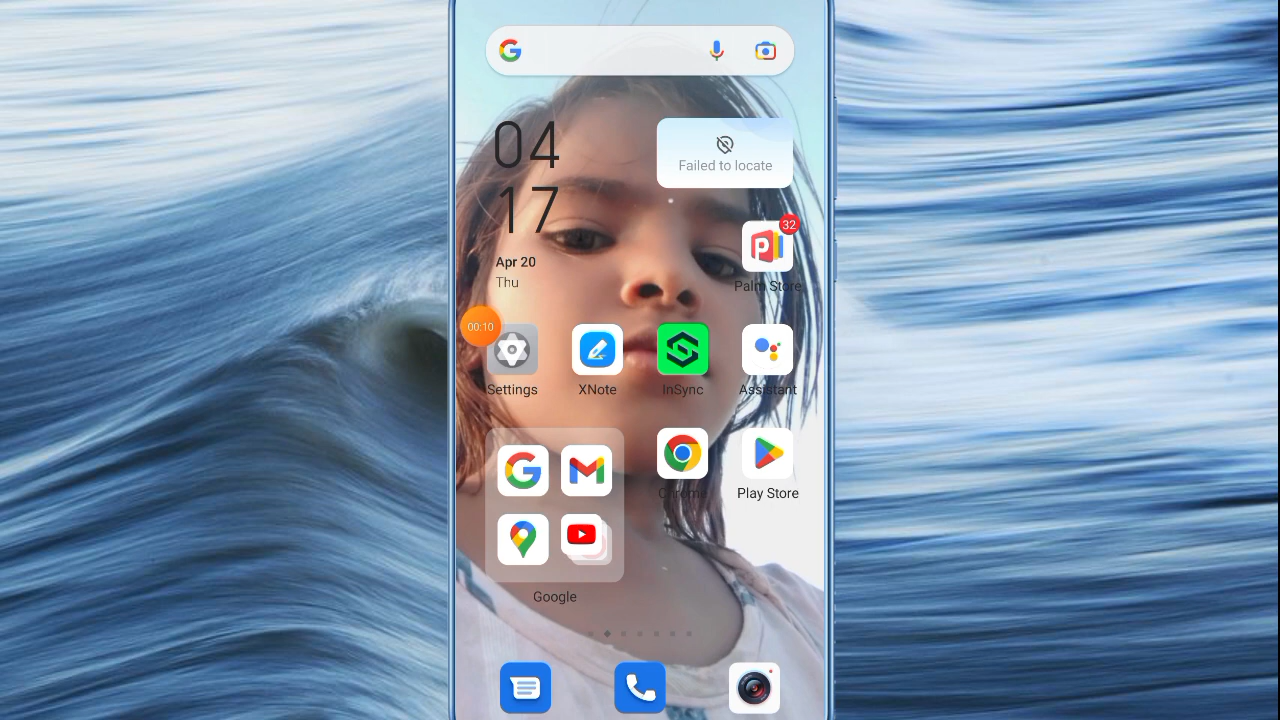 04
17
Failed to locate
Apr 20
Thu
32
Palm Store
00:10
Settings
XNote
InSync
Assistant
Chrome
Play Store
Google